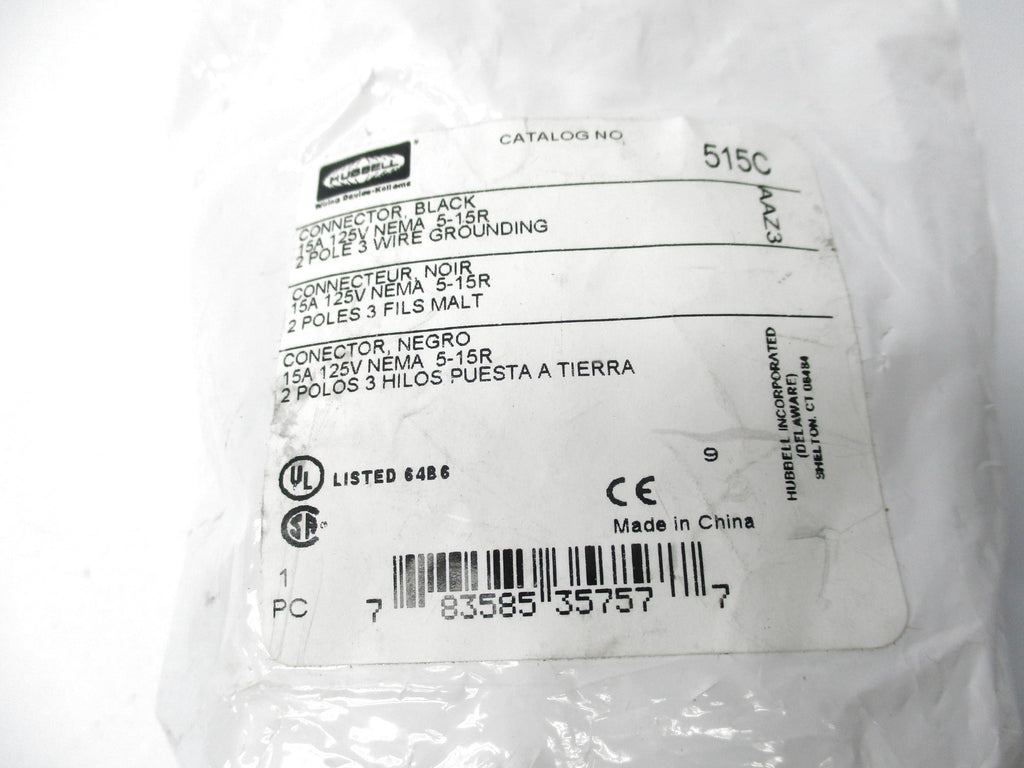 CATALOG NO
515C
HUBBELL
Wiring Device-Kellems
CONNECTOR, BLACK
15A 125V NEMA 5-15R
2 POLE 3 WIRE GROUNDING
AAZ3
CONNECTEUR, NOIR
15A 125V NEMA 5-15R
2 POLES 3 FILS MALT
CONECTOR, NEGRO
15A 125V NEMA 5-15R
2 POLOS 3 HILOS PUESTA A TIERRA
HUBBELL INCORPORATED
(DELAWARE)
SHELTON, CT 06484
9
UL LISTED 64B6
CE
SA
Made in China
1
PC
7 83585 35757 7